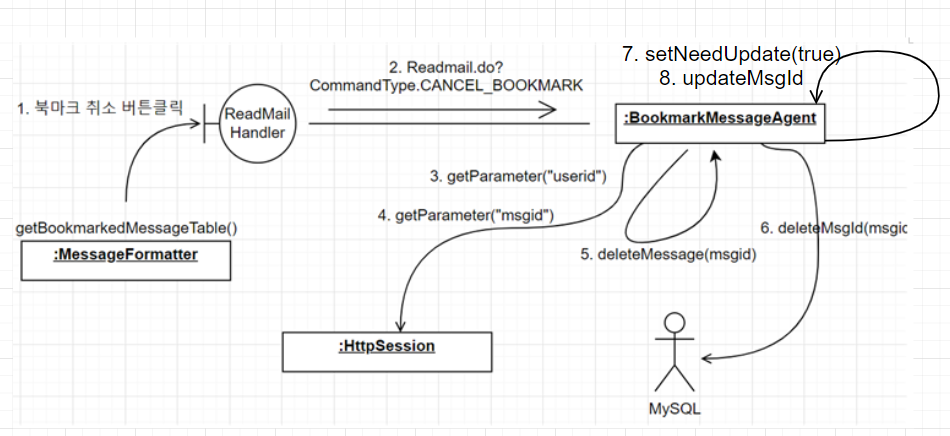 7. setNeedUpdate(true)
8. updateMsgId
2. Readmail.do?
CommandType.CANCEL_BOOKMARK
1. 북마크 취소 버튼클릭
ReadMail
Handler
:BookmarkMessageAgent
3. getParameter("userid")
4. getParameter("msgid")
getBookmarkedMessageTable()
6. deleteMsgId(msgid
:MessageFormatter
5. deleteMessage(msgid)
:HttpSession
MySQL